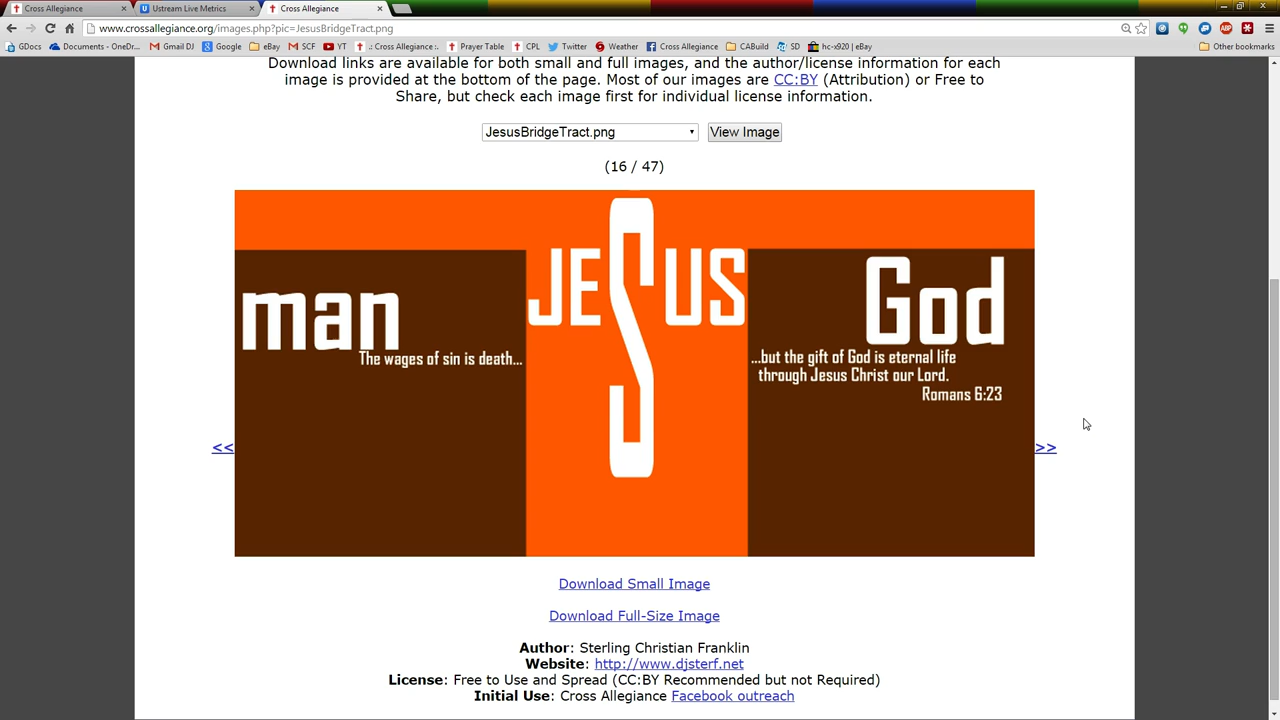 Cross Allegiance
Ustream Live Metrics
Cross Allegiance
www.crossallegiance.org/images.php?pic=JesusBridgeTract.png
GDocs
Documents - OneDr...
Gmail DJ
Google
eBay
SCF
YT
.: Cross Allegiance :.
Prayer Table
CPL
Twitter
Weather
Cross Allegiance
CABuild
SD
hc-x920 | eBay
Other bookmarks
Download links are available for both small and full images, and the author/license information for each
image is provided at the bottom of the page. Most of our images are CC:BY (Attribution) or Free to
Share, but check each image first for individual license information.
JesusBridgeTract.png
View Image
(16 / 47)
man
The wages of sin is death...
JESUS
God
...but the gift of God is eternal life
through Jesus Christ our Lord.
Romans 6:23
<<
>>
Download Small Image
Download Full-Size Image
Author: Sterling Christian Franklin
Website: http://www.djsterf.net
License: Free to Use and Spread (CC:BY Recommended but not Required)
Initial Use: Cross Allegiance Facebook outreach